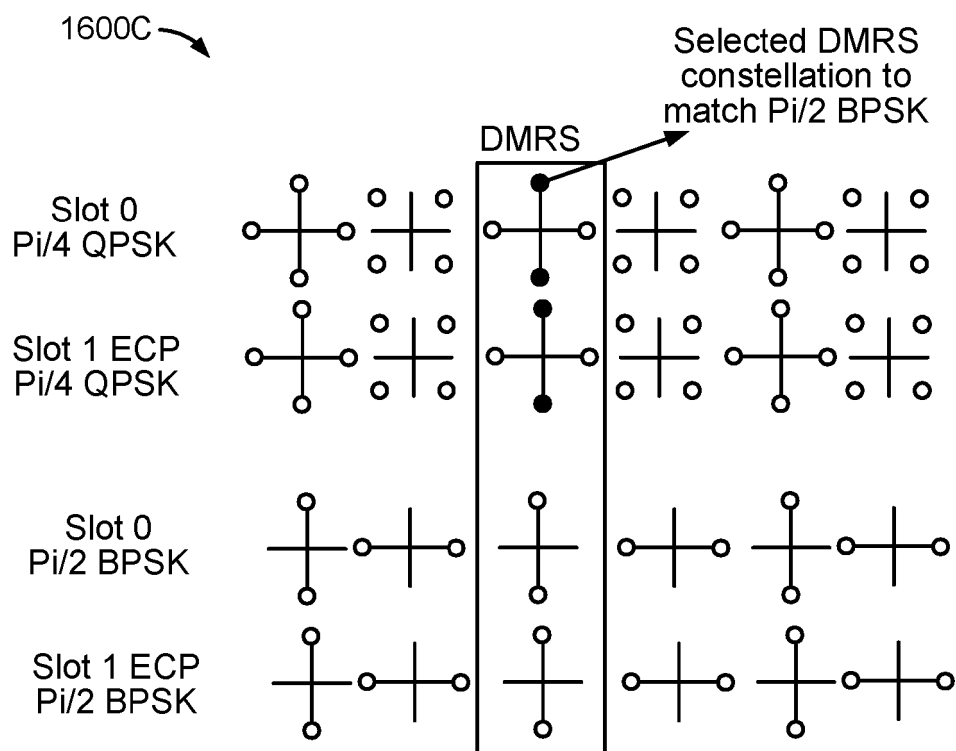 1600C
Selected DMRS
constellation to
match Pi/2 BPSK
DMRS
Slot 0
Pi/4 QPSK
Slot 1 ECP
Pi/4 QPSK
Slot 0
Pi/2 BPSK
Slot 1 ECP
Pi/2 BPSK